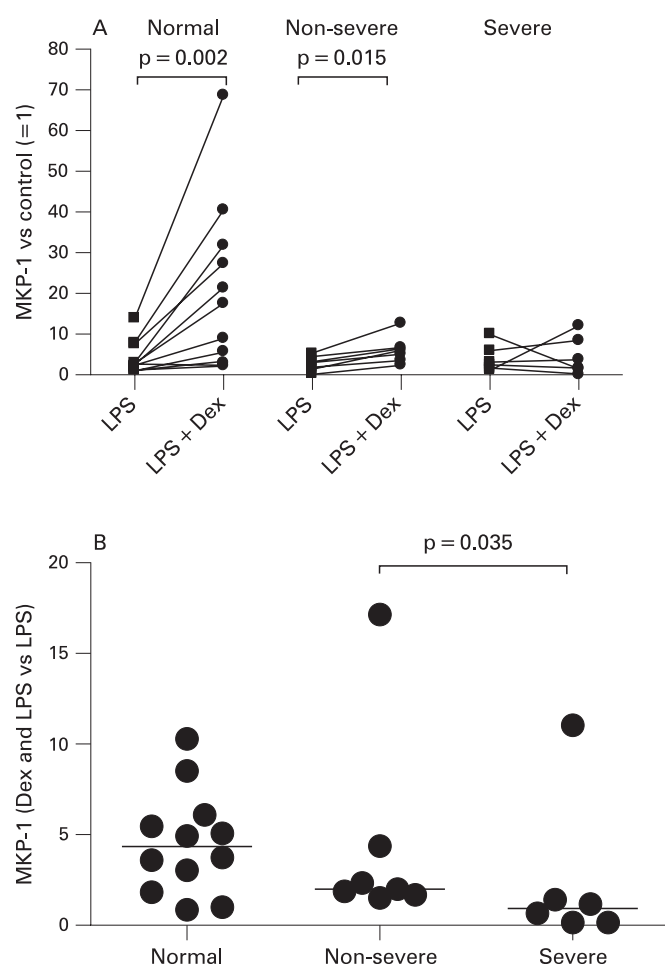 A
Normal
Non-severe
Severe
p = 0.002
p = 0.015
MKP-1 vs control (=1)
80
70
60
50
40
30
20
10
0
LPS
LPS + Dex
LPS
LPS + Dex
LPS
LPS + Dex
B
p = 0.035
MKP-1 (Dex and LPS vs LPS)
20
15
10
5
0
Normal
Non-severe
Severe